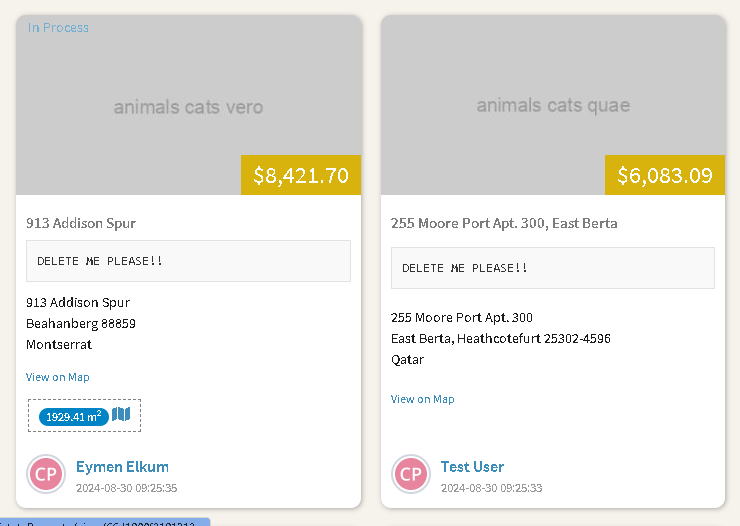 In Process
animals cats vero
$8,421.70
913 Addison Spur
DELETE ME PLEASE!!
913 Addison Spur
Beahanberg 88859
Montserrat
View on Map
1929.41 m²
CP
Eymen Elkum
2024-08-30 09:25:35
animals cats quae
$6,083.09
255 Moore Port Apt. 300, East Berta
DELETE ME PLEASE!!
255 Moore Port Apt. 300
East Berta, Heathcotefurt 25302-4596
Qatar
View on Map
CP
Test User
2024-08-30 09:25:33